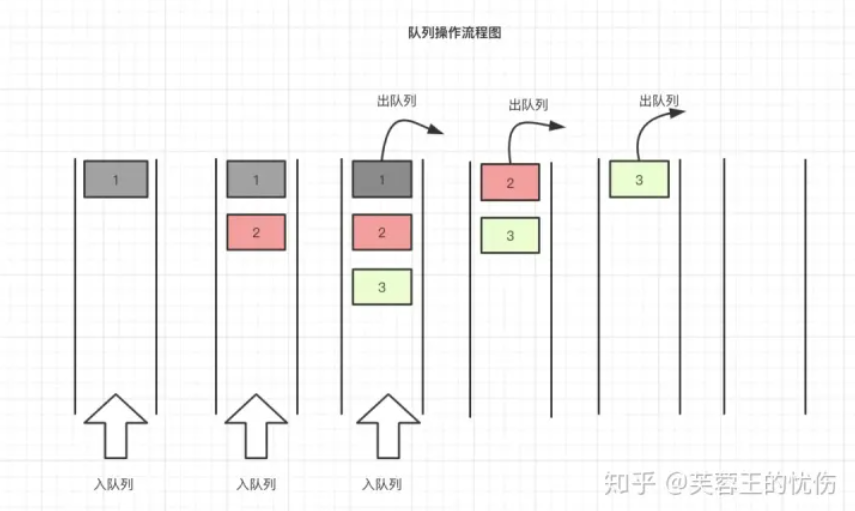 队列操作流程图
出队列 出队列 出队列
1 1 1 2 3
2 2 3
3
入队列 入队列 入队列
知乎 @芙蓉王的忧伤